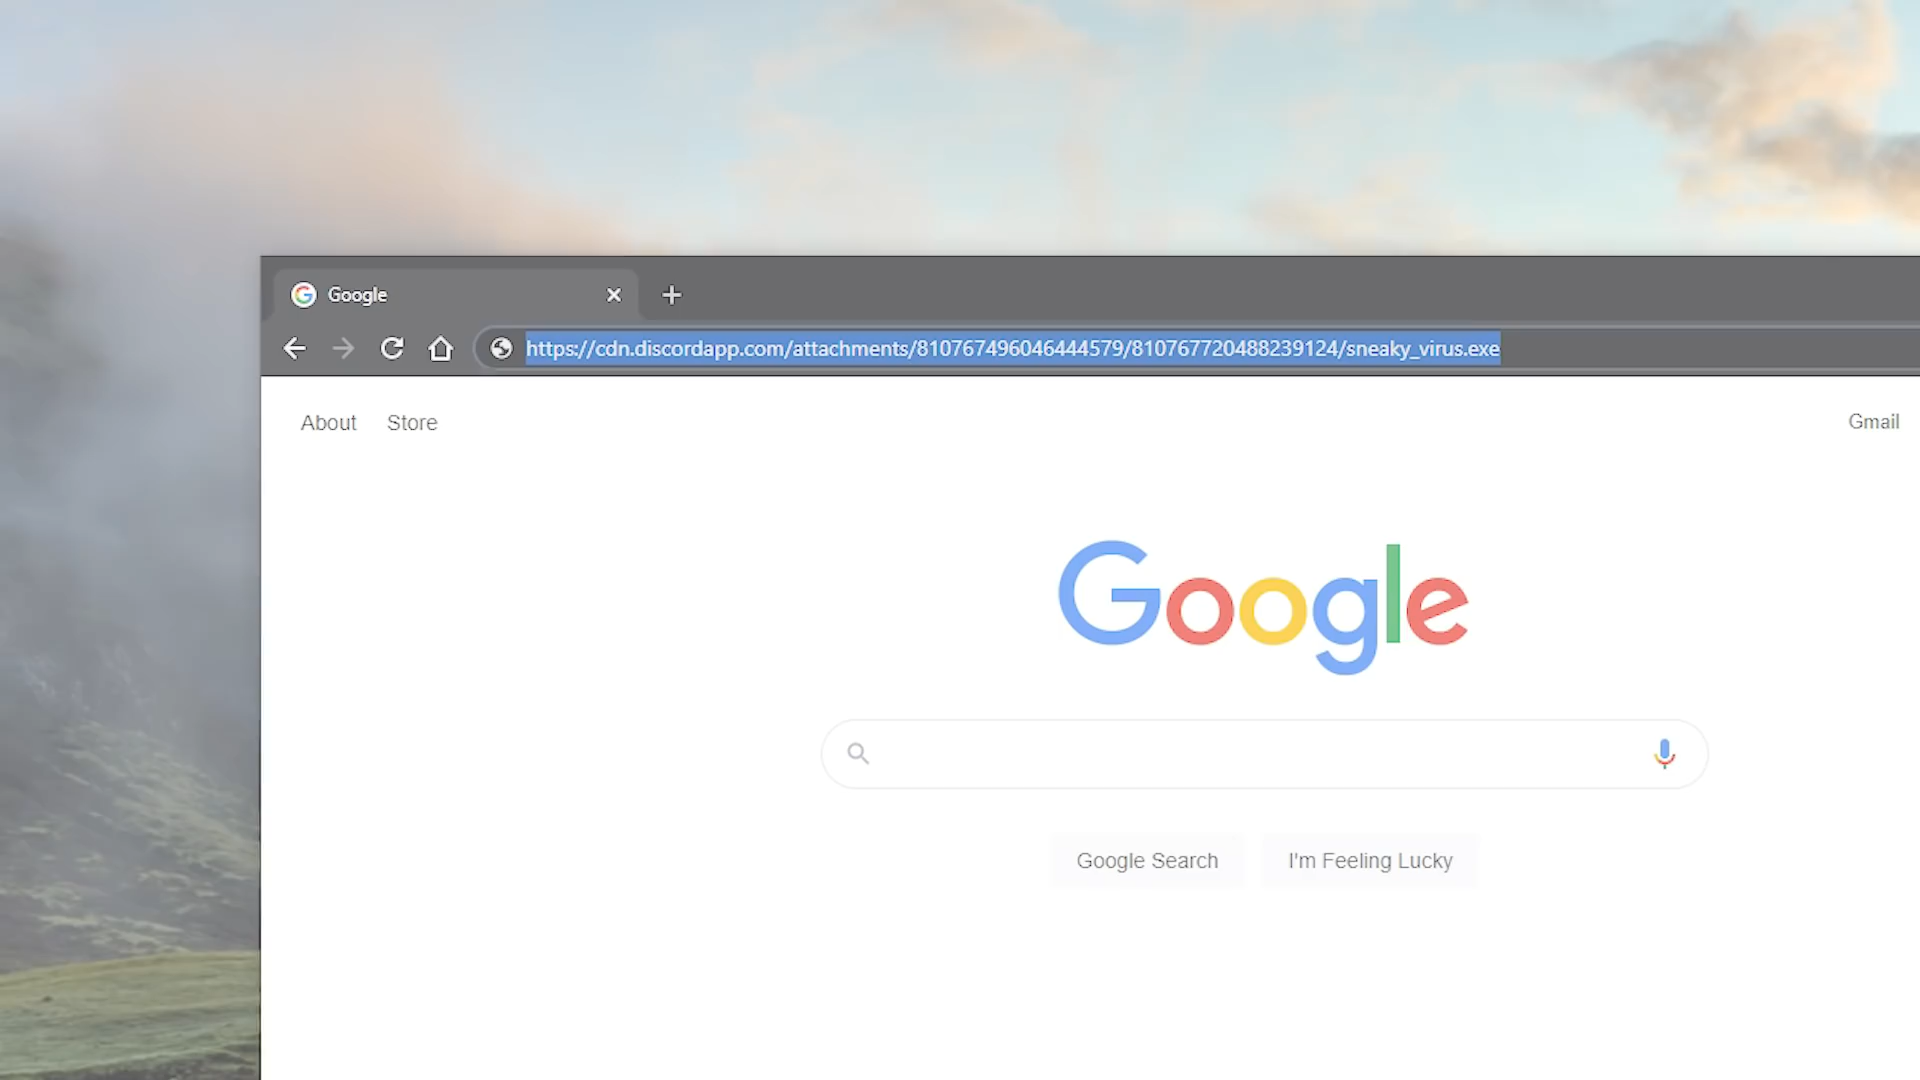 Google
https://cdn.discordapp.com/attachments/810767496046444579/810767720488239124/sneaky_virus.exe
About Store Gmail
Google
Google Search I'm Feeling Lucky